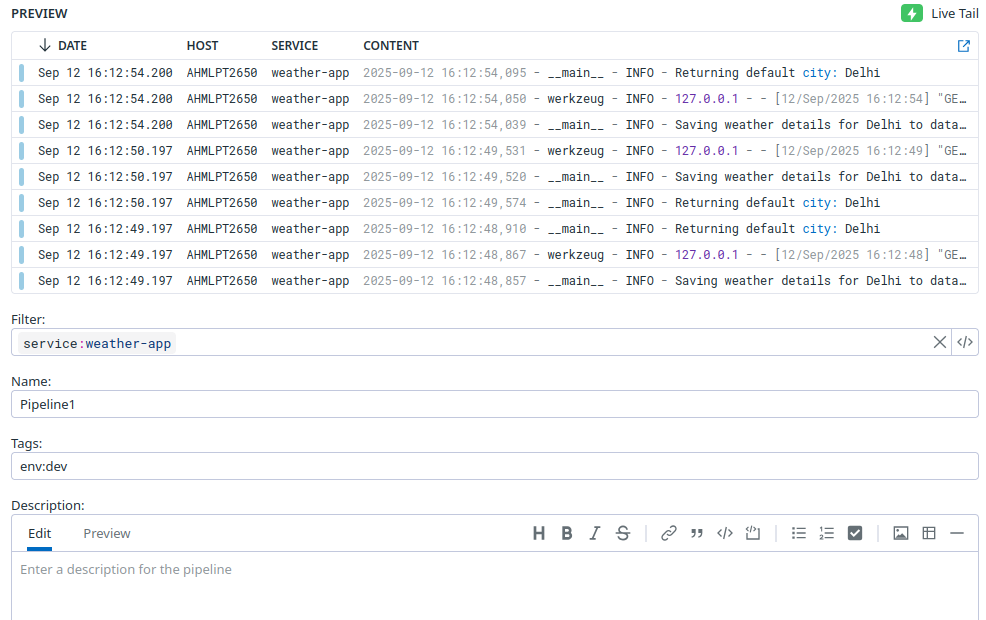 PREVIEW Live Tail
DATE HOST SERVICE CONTENT
Sep 12 16:12:54.200 AHMLPT2650 weather-app 2025-09-12 16:12:54,095 - __main__ - INFO - Returning default city: Delhi
Sep 12 16:12:54.200 AHMLPT2650 weather-app 2025-09-12 16:12:54,050 - werkzeug - INFO - 127.0.0.1 - - [12/Sep/2025 16:12:54] "GE…
Sep 12 16:12:54.200 AHMLPT2650 weather-app 2025-09-12 16:12:54,039 - __main__ - INFO - Saving weather details for Delhi to data…
Sep 12 16:12:50.197 AHMLPT2650 weather-app 2025-09-12 16:12:49,531 - werkzeug - INFO - 127.0.0.1 - - [12/Sep/2025 16:12:49] "GE…
Sep 12 16:12:50.197 AHMLPT2650 weather-app 2025-09-12 16:12:49,520 - __main__ - INFO - Saving weather details for Delhi to data…
Sep 12 16:12:50.197 AHMLPT2650 weather-app 2025-09-12 16:12:49,574 - __main__ - INFO - Returning default city: Delhi
Sep 12 16:12:49.197 AHMLPT2650 weather-app 2025-09-12 16:12:48,910 - __main__ - INFO - Returning default city: Delhi
Sep 12 16:12:49.197 AHMLPT2650 weather-app 2025-09-12 16:12:48,867 - werkzeug - INFO - 127.0.0.1 - - [12/Sep/2025 16:12:48] "GE…
Sep 12 16:12:49.197 AHMLPT2650 weather-app 2025-09-12 16:12:48,857 - __main__ - INFO - Saving weather details for Delhi to data…
Filter:
service:weather-app
Name:
Pipeline1
Tags:
env:dev
Description:
Edit Preview
Enter a description for the pipeline